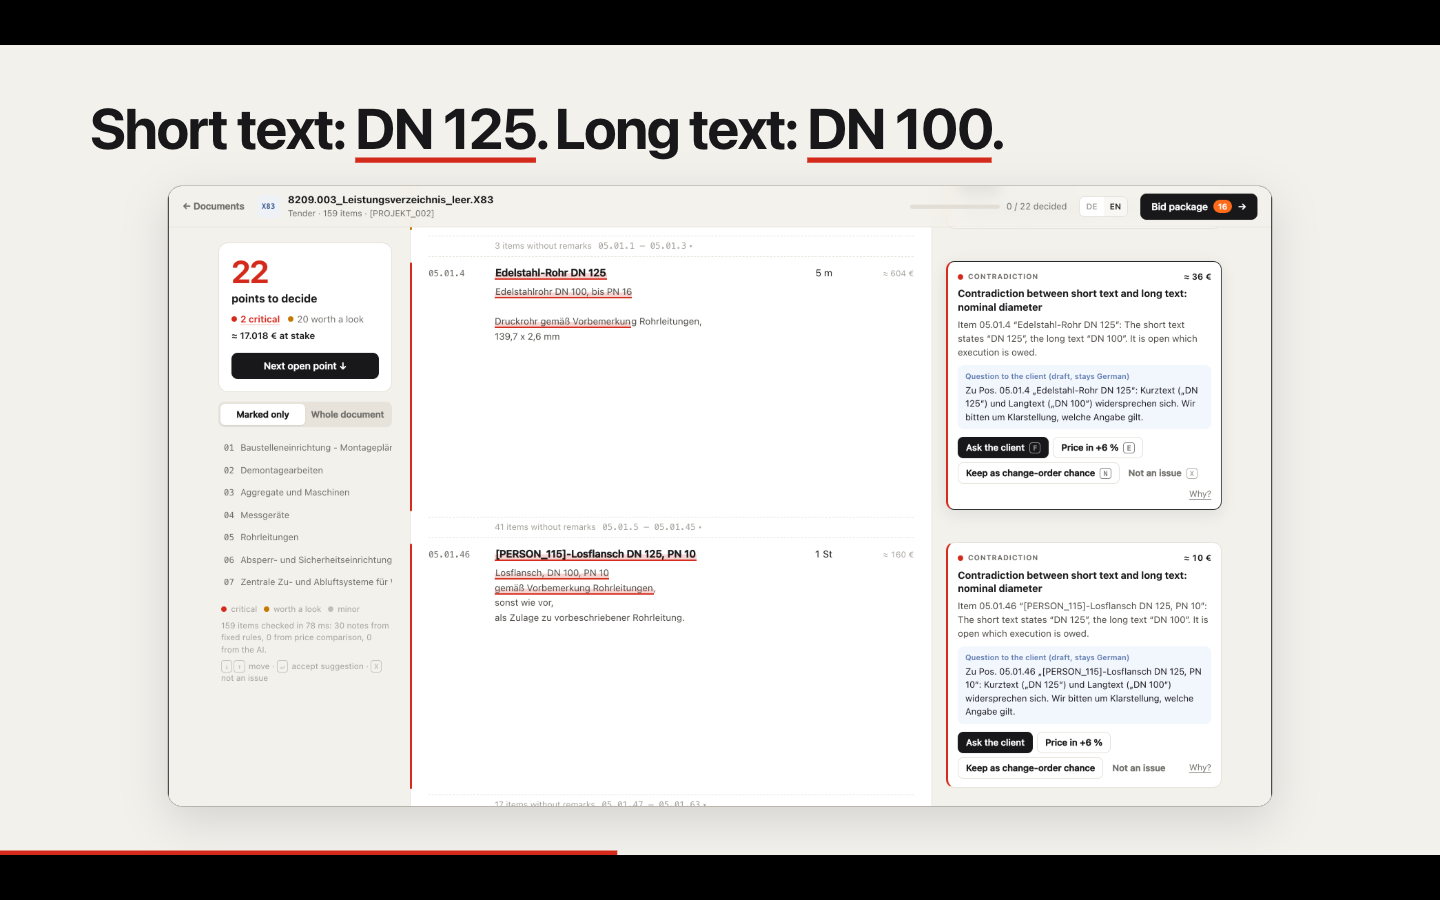 Short text: DN 125. Long text: DN 100.
← Documents
X83
8209.003_Leistungsverzeichnis_leer.X83
Tender · 159 items · [PROJEKT_002]
0 / 22 decided
DE EN
Bid package 16 →
22
points to decide
2 critical 20 worth a look
≈ 17.018 € at stake
Next open point ↓
Marked only Whole document
01 Baustelleneinrichtung - Montageplär
02 Demontagearbeiten
03 Aggregate und Maschinen
04 Messgeräte
05 Rohrleitungen
06 Absperr- und Sicherheitseinrichtung
07 Zentrale Zu- und Abluftsysteme für
critical worth a look minor
159 items checked in 78 ms: 30 notes from
fixed rules, 0 from price comparison, 0
from the AI.
↓ ↑ move · ↵ accept suggestion · X
not an issue
3 items without remarks 05.01.1 — 05.01.3
05.01.4 Edelstahl-Rohr DN 125 5 m ≈ 604 €
Edelstahlrohr DN 100, bis PN 16
Druckrohr gemäß Vorbemerkung Rohrleitungen,
139,7 x 2,6 mm
41 items without remarks 05.01.5 — 05.01.45
05.01.46 [PERSON_115]-Losflansch DN 125, PN 10 1 St ≈ 160 €
Losflansch, DN 100, PN 10
gemäß Vorbemerkung Rohrleitungen,
sonst wie vor,
als Zulage zu vorbeschriebener Rohrleitung.
17 items without remarks 05.01.47 — 05.01.63
CONTRADICTION ≈ 36 €
Contradiction between short text and long text:
nominal diameter
Item 05.01.4 “Edelstahl-Rohr DN 125”: The short text
states “DN 125”, the long text “DN 100”. It is open which
execution is owed.
Question to the client (draft, stays German)
Zu Pos. 05.01.4 „Edelstahl-Rohr DN 125“: Kurztext („DN
125“) und Langtext („DN 100“) widersprechen sich. Wir
bitten um Klarstellung, welche Angabe gilt.
Ask the client F Price in +6 % E
Keep as change-order chance N Not an issue X
Why?
CONTRADICTION ≈ 10 €
Contradiction between short text and long text:
nominal diameter
Item 05.01.46 “[PERSON_115]-Losflansch DN 125, PN 10”:
The short text states “DN 125”, the long text “DN 100”. It is
open which execution is owed.
Question to the client (draft, stays German)
Zu Pos. 05.01.46 „[PERSON_115]-Losflansch DN 125, PN
10“: Kurztext („DN 125“) und Langtext („DN 100“)
widersprechen sich. Wir bitten um Klarstellung, welche
Angabe gilt.
Ask the client Price in +6 %
Keep as change-order chance Not an issue Why?